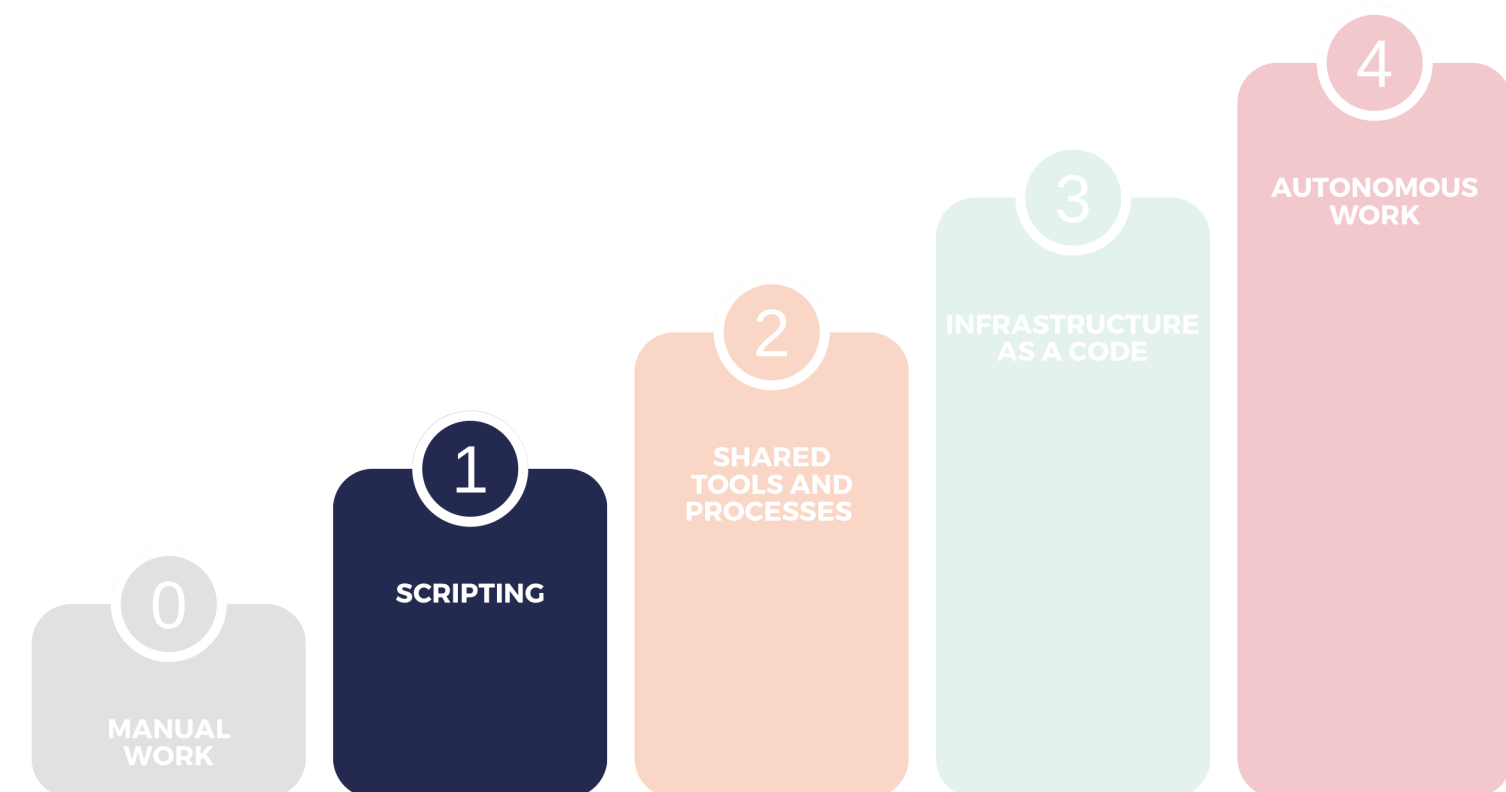 0
MANUAL
WORK
1
SCRIPTING
2
SHARED
TOOLS AND
PROCESSES
3
INFRASTRUCTURE
AS A CODE
4
AUTONOMOUS
WORK